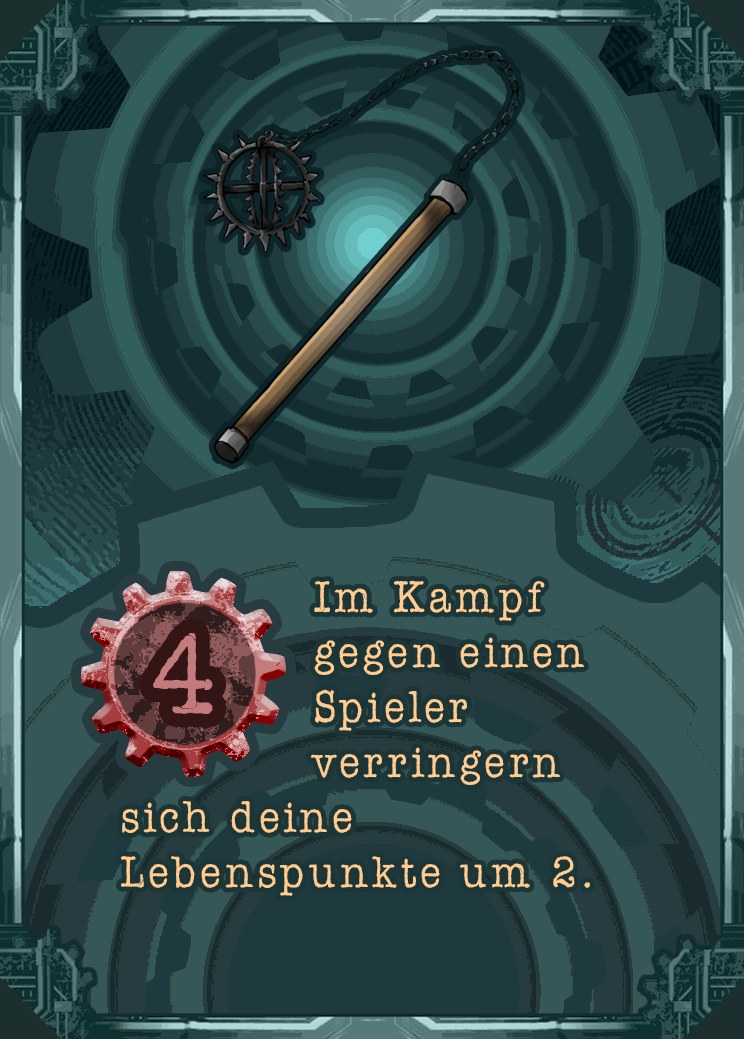 4
Im Kampf
gegen einen
Spieler
verringern
sich deine
Lebenspunkte um 2.